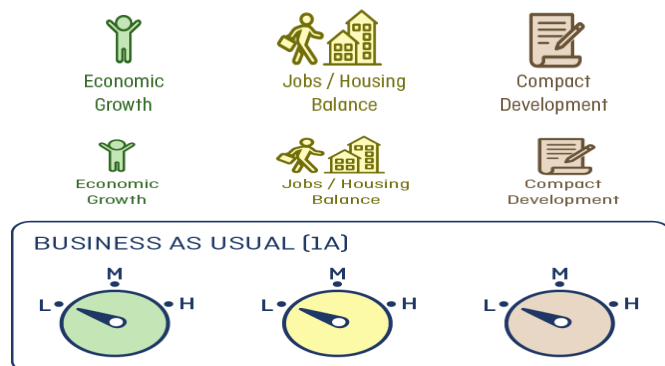 Economic
Growth
Jobs / Housing
Balance
Compact
Development
Economic
Growth
Jobs / Housing
Balance
Compact
Development
BUSINESS AS USUAL (1A)
M
L
H
M
L
H
M
L
H